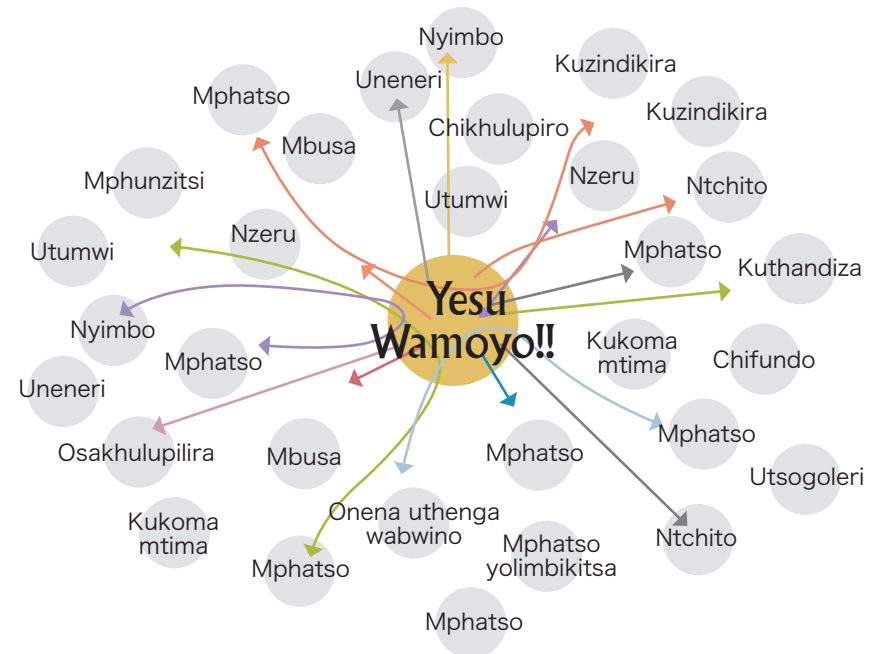 Nyimbo
Kuzindikira
Uneneri
Mphatso
Kuzindikira
Chikhulupiro
Mbusa
Nzeru
Mphunzitsi
Ntchito
Utumwi
Nzeru
Utumwi
Mphatso
Kuthandiza
Yesu
Wamoyo!!
Nyimbo
Kukoma
mtima
Mphatso
Chifundo
Uneneri
Mphatso
Osakhulupilira
Mbusa
Mphatso
Utsogoleri
Onena uthenga
wabwino
Kukoma
mtima
Ntchito
Mphatso
yolimbikitsa
Mphatso
Mphatso